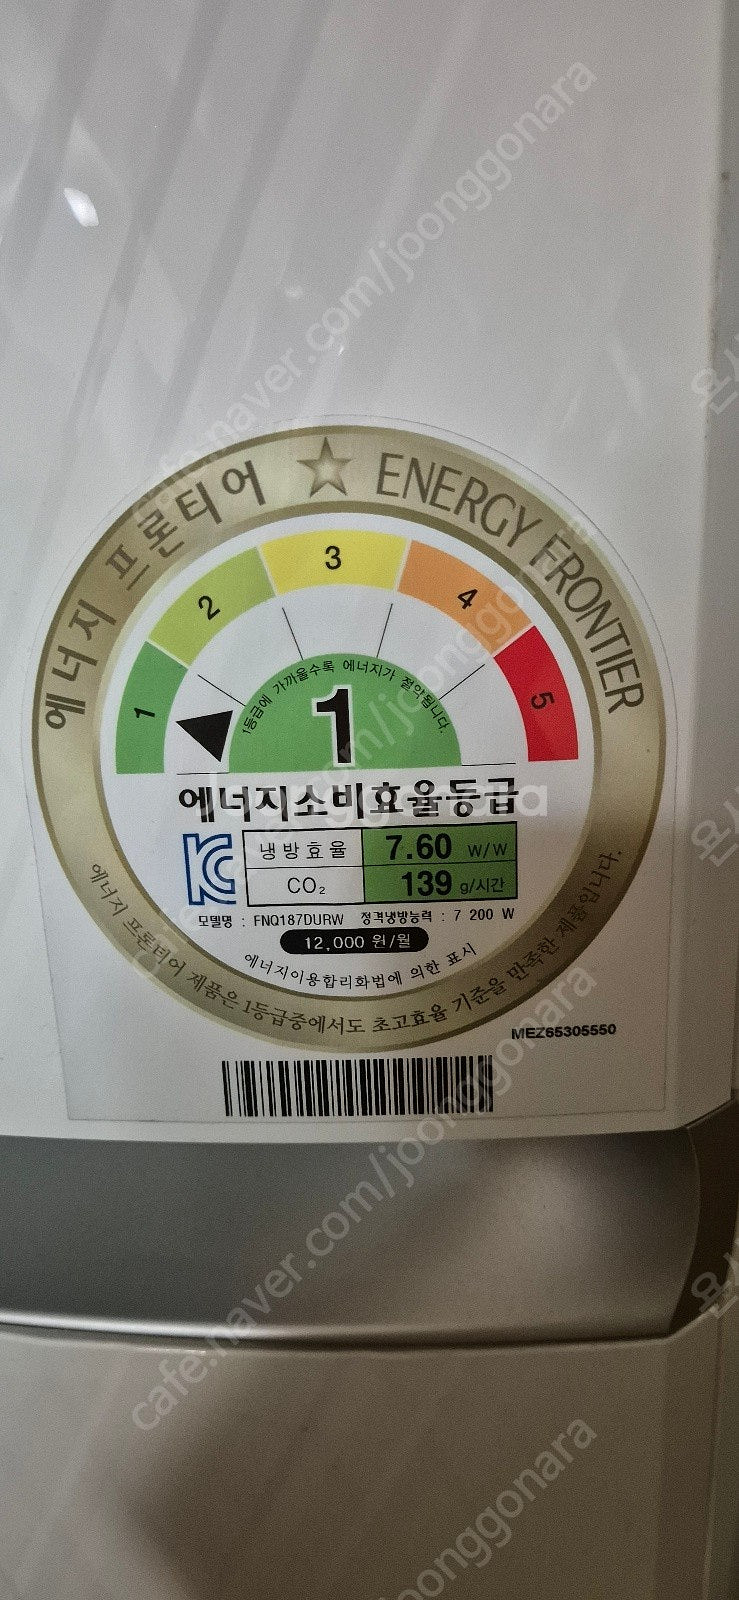 에너지 프론티어 ★ ENERGY FRONTIER
1 2 3 4 5
1등급에 가까울수록 에너지가 절약됩니다.
1
에너지소비효율등급
냉방효율 7.60 W/W
CO₂ 139 g/시간
모델명 : FNQ187DURW 정격냉방능력 : 7 200 W
12,000 원/월
에너지이용합리화법에 의한 표시
에너지 프론티어 제품은 1등급중에서도 초고효율 기준을 만족한 제품입니다.
MEZ65305550
cafe.naver.com/joonggonara
cafe.naver.com/joonggonara
cafe.naver.com/joonggonara
joonggonara
joonggonara